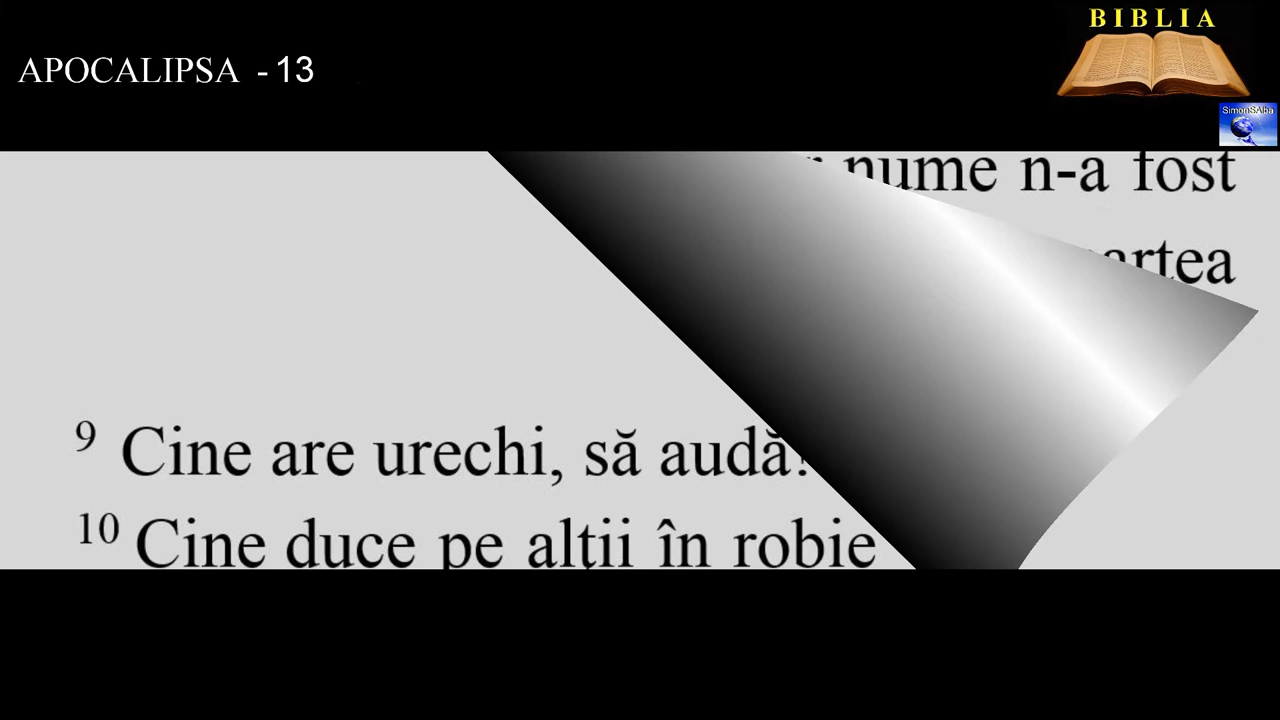 BIBLIA
APOCALIPSA - 13
SimonSAlba
nume n-a fost
9 Cine are urechi, să audă!
10 Cine duce pe alții în robie